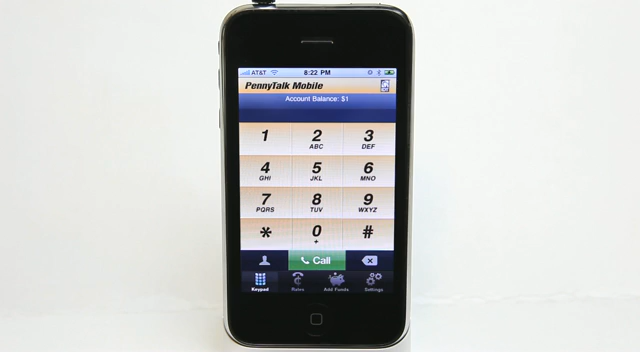 AT&T 8:22 PM
PennyTalk Mobile
Account Balance: $1
1 2 3
ABC DEF
4 5 6
GHI JKL MNO
7 8 9
PQRS TUV WXYZ
* 0 #
+
Call
Keypad Rates Add Funds Settings